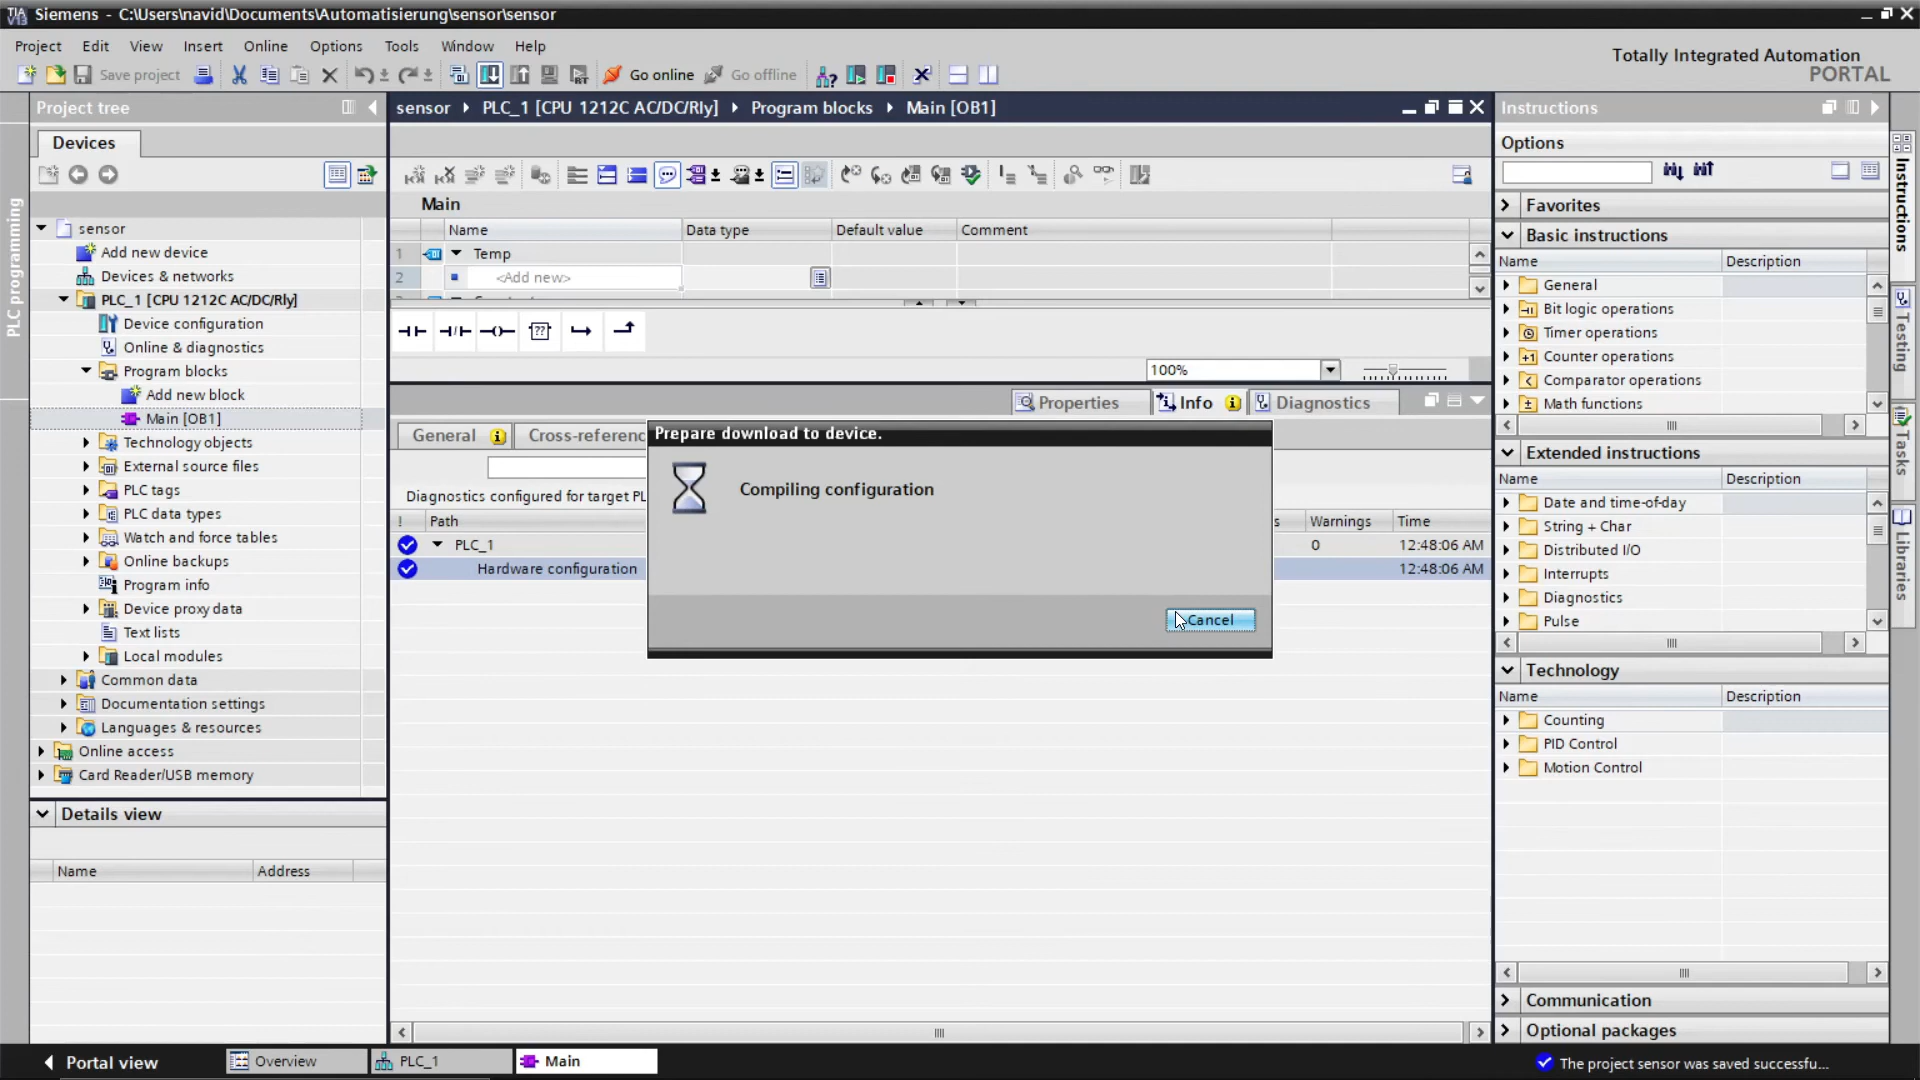 Siemens - C:\Users\navid\Documents\Automatisierung\sensor\sensor
Project Edit View Insert Online Options Tools Window Help
Totally Integrated Automation
PORTAL
Save project
Go online
Go offline
Project tree
sensor PLC_1 [CPU 1212C AC/DC/Rly] Program blocks Main [OB1]
Instructions
Devices
Options
PLC programming
sensor
Add new device
Devices & networks
PLC_1 [CPU 1212C AC/DC/Rly]
Device configuration
Online & diagnostics
Program blocks
Add new block
Main [OB1]
Technology objects
External source files
PLC tags
PLC data types
Watch and force tables
Online backups
Program info
Device proxy data
Text lists
Local modules
Common data
Documentation settings
Languages & resources
Online access
Card Reader/USB memory
Details view
Name Address
Main
Name Data type Default value Comment
1 Temp
2 <Add new>
100%
Properties Info Diagnostics
General Cross-referenc
Prepare download to device.
Compiling configuration
Cancel
Diagnostics configured for target PL
! Path s Warnings Time
PLC_1 0 12:48:06 AM
Hardware configuration 12:48:06 AM
Favorites
Basic instructions
Name Description
General
Bit logic operations
Timer operations
Counter operations
Comparator operations
Math functions
Extended instructions
Name Description
Date and time-of-day
String + Char
Distributed I/O
Interrupts
Diagnostics
Pulse
Technology
Name Description
Counting
PID Control
Motion Control
Communication
Optional packages
Instructions
Testing
Tasks
Libraries
Portal view Overview PLC_1 Main
The project sensor was saved successfu...